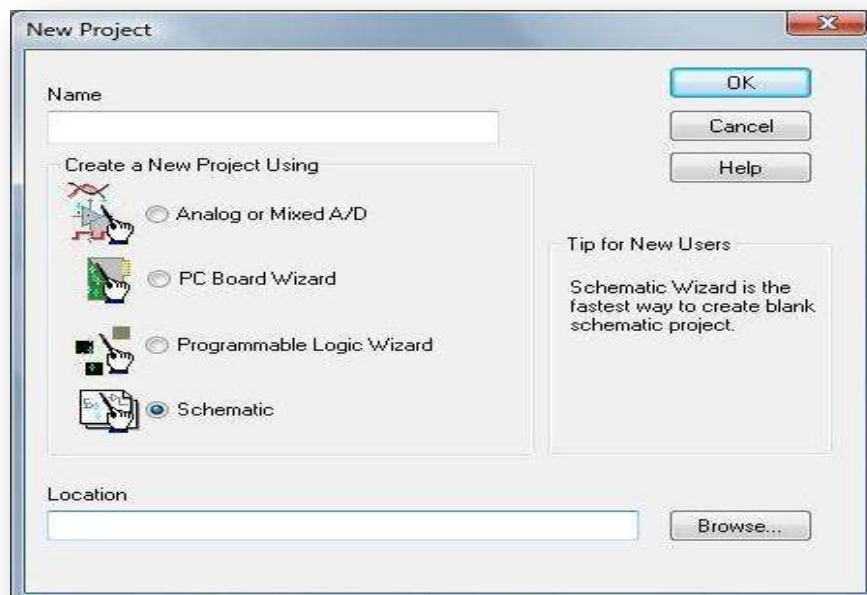 New Project
Name
OK
Cancel
Help
Create a New Project Using
Analog or Mixed A/D
PC Board Wizard
Programmable Logic Wizard
Schematic
Tip for New Users
Schematic Wizard is the
fastest way to create blank
schematic project.
Location
Browse...